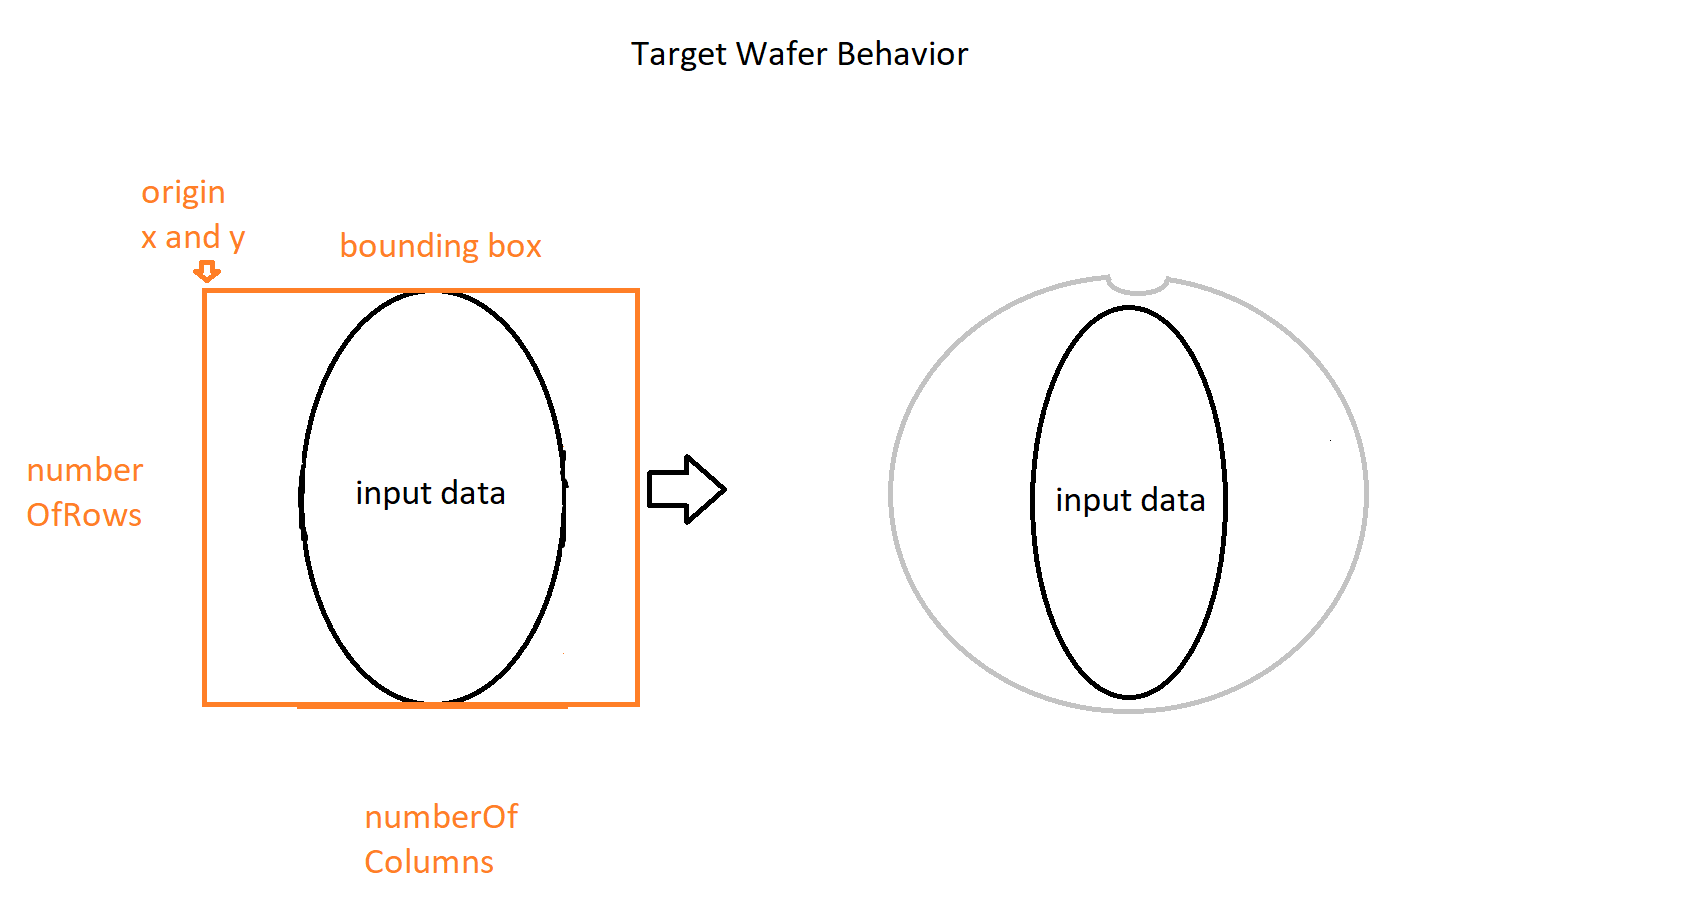 Target Wafer Behavior
origin
x and y
bounding box
number
OfRows
input data
input data
numberOf
Columns